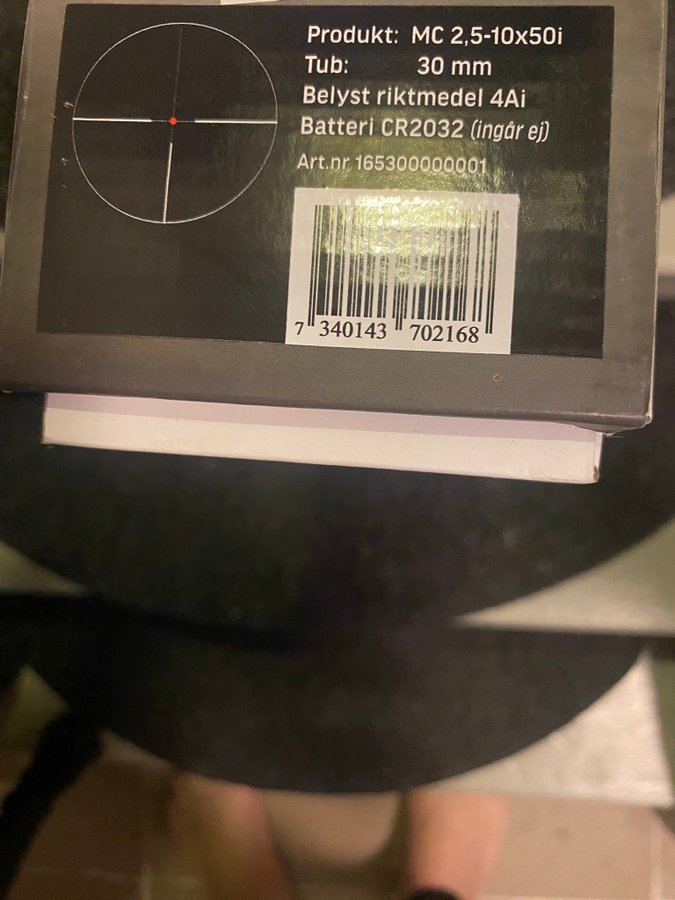 Produkt: MC 2,5-10x50i
Tub: 30 mm
Belyst riktmedel 4Ai
Batteri CR2032 (ingår ej)
Art.nr 165300000001
7 340143 702168